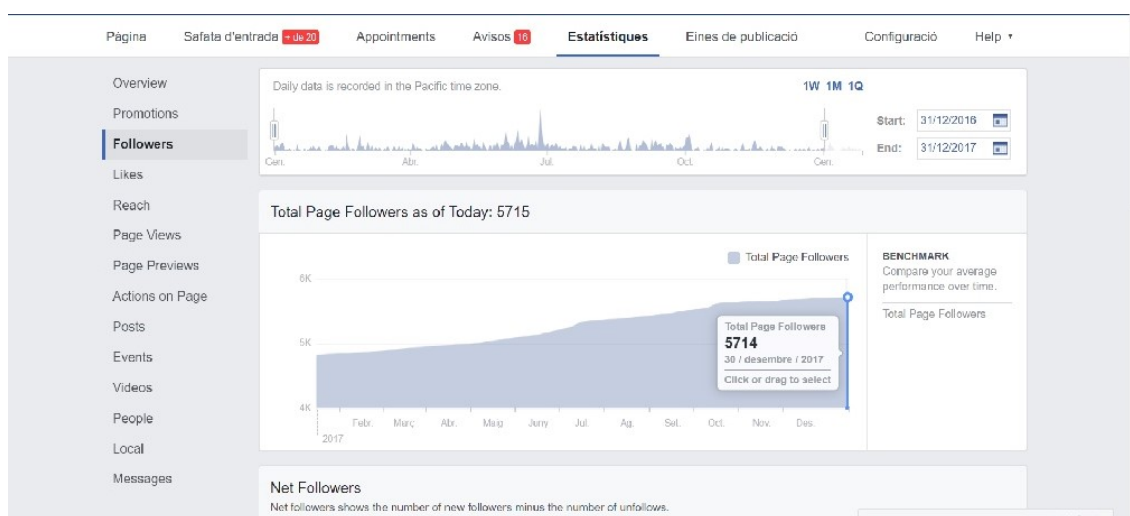 Página Safata d'entrada + de 20 Appointments Avisos 16 Estatístiques Eines de publicació Configuració Help
Overview
Promotions
Followers
Likes
Reach
Page Views
Page Previews
Actions on Page
Posts
Events
Videos
People
Local
Messages
Daily data is recorded in the Pacific time zone.
1W 1M 1Q
Start: 31/12/2016
End: 31/12/2017
Gen. Abr. Jul. Oct. Gen.
Total Page Followers as of Today: 5715
Total Page Followers
6K
5K
4K
Total Page Followers
5714
30 / desembre / 2017
Click or drag to select
Febr. Març Abr. Maig Juny Jul. Ag. Set. Oct. Nov. Des.
2017
BENCHMARK
Compare your average
performance over time.
Total Page Followers
Net Followers
Net followers shows the number of new followers minus the number of unfollows.